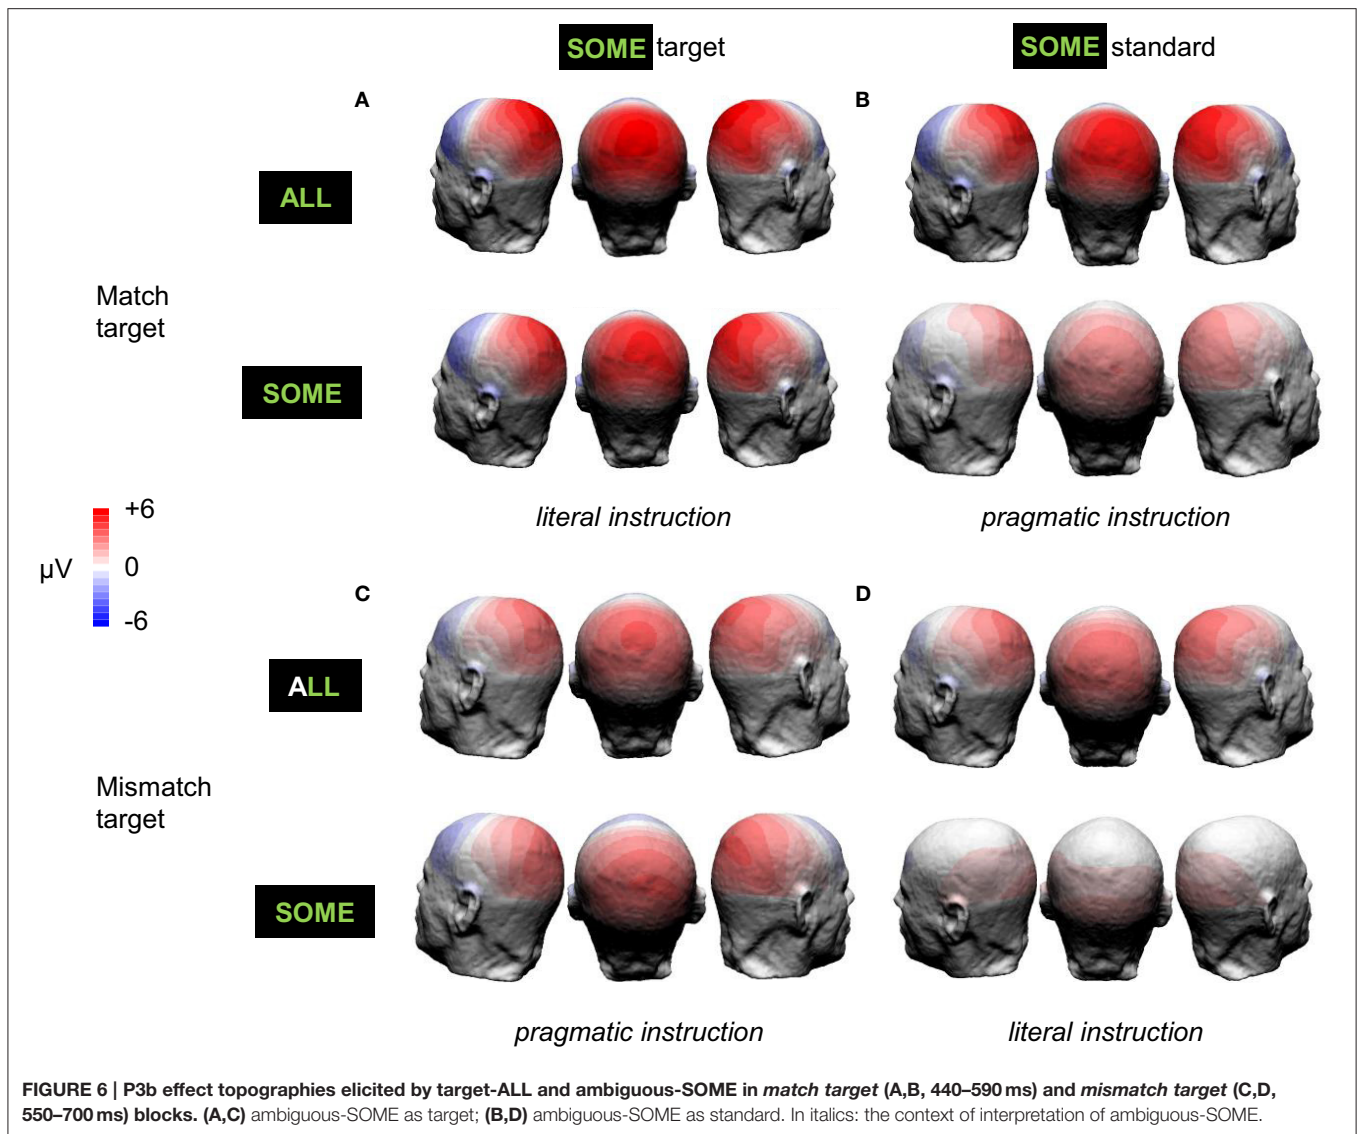 SOME target
SOME standard
A
B
ALL
Match
target
SOME
literal instruction
pragmatic instruction
+6
µV
0
-6
C
D
ALL
Mismatch
target
SOME
pragmatic instruction
literal instruction
FIGURE 6 | P3b effect topographies elicited by target-ALL and ambiguous-SOME in match target (A,B, 440–590 ms) and mismatch target (C,D,
550–700 ms) blocks. (A,C) ambiguous-SOME as target; (B,D) ambiguous-SOME as standard. In italics: the context of interpretation of ambiguous-SOME.